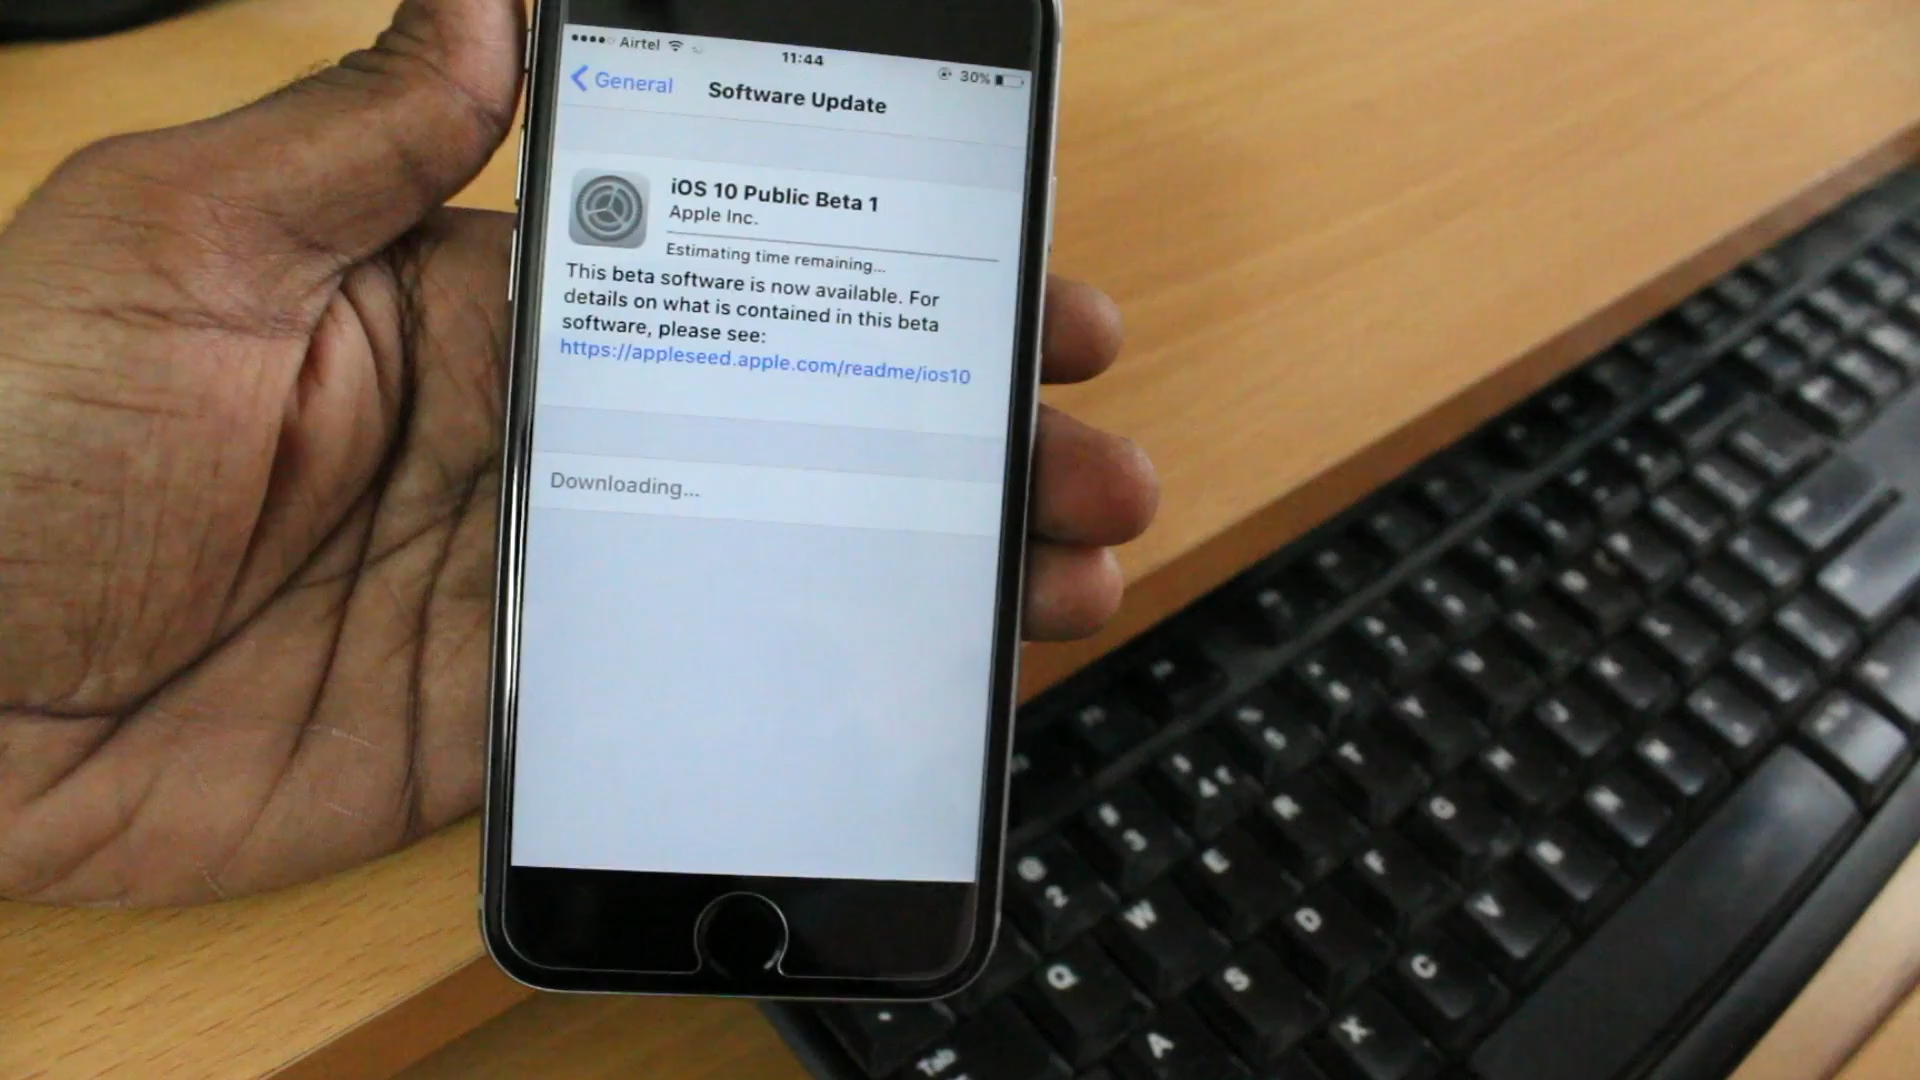 Airtel 11:44 30%
General Software Update
iOS 10 Public Beta 1
Apple Inc.
Estimating time remaining...
This beta software is now available. For
details on what is contained in this beta
software, please see:
https://appleseed.apple.com/readme/ios10
Downloading...
@ 2
W
E
R
Q
S
D
F
Tab
A
X
C
V